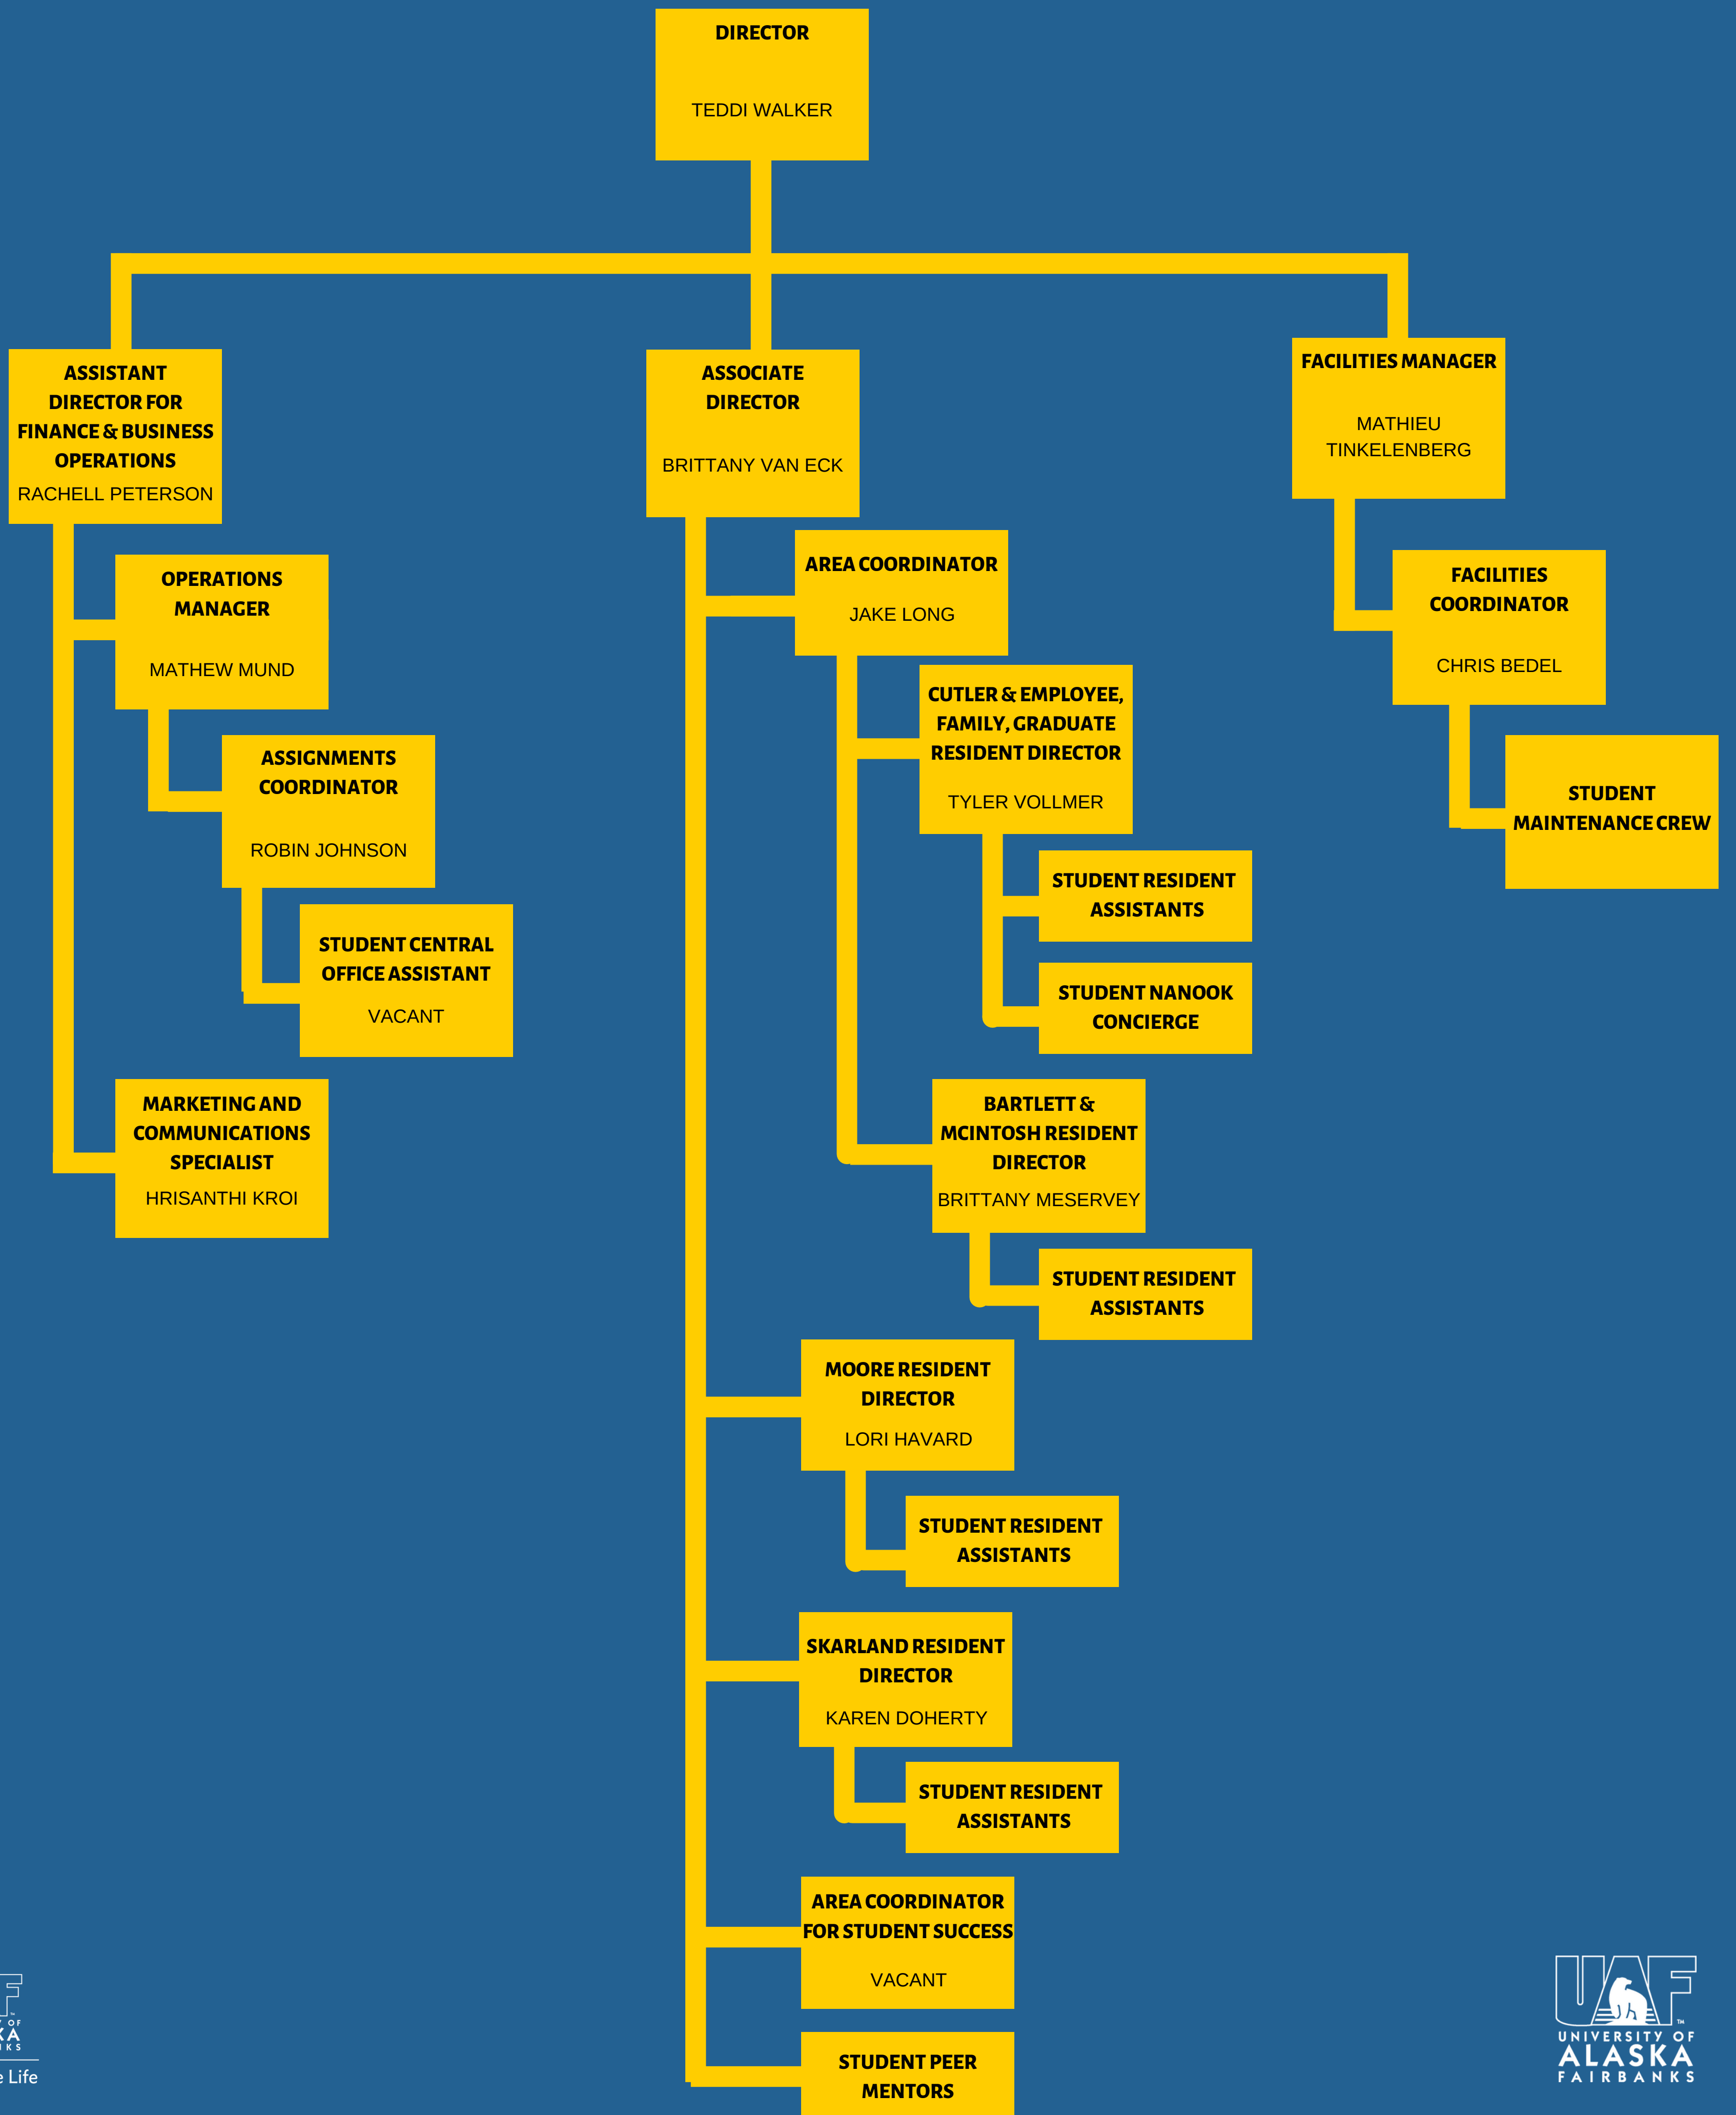 DIRECTOR
TEDDI WALKER
ASSISTANT
DIRECTOR FOR
FINANCE & BUSINESS
OPERATIONS
RACHELL PETERSON
OPERATIONS
MANAGER
MATHEW MUND
ASSIGNMENTS
COORDINATOR
ROBIN JOHNSON
STUDENT CENTRAL
OFFICE ASSISTANT
VACANT
MARKETING AND
COMMUNICATIONS
SPECIALIST
HRISANTHI KROI
ASSOCIATE
DIRECTOR
BRITTANY VAN ECK
AREA COORDINATOR
JAKE LONG
CUTLER & EMPLOYEE,
FAMILY, GRADUATE
RESIDENT DIRECTOR
TYLER VOLLMER
STUDENT RESIDENT
ASSISTANTS
STUDENT NANOOK
CONCIERGE
BARTLETT &
MCINTOSH RESIDENT
DIRECTOR
BRITTANY MESERVEY
STUDENT RESIDENT
ASSISTANTS
MOORE RESIDENT
DIRECTOR
LORI HAVARD
STUDENT RESIDENT
ASSISTANTS
SKARLAND RESIDENT
DIRECTOR
KAREN DOHERTY
STUDENT RESIDENT
ASSISTANTS
AREA COORDINATOR
FOR STUDENT SUCCESS
VACANT
STUDENT PEER
MENTORS
FACILITIES MANAGER
MATHIEU
TINKELENBERG
FACILITIES
COORDINATOR
CHRIS BEDEL
STUDENT
MAINTENANCE CREW
Life
UAF
TM
UNIVERSITY OF
ALASKA
FAIRBANKS